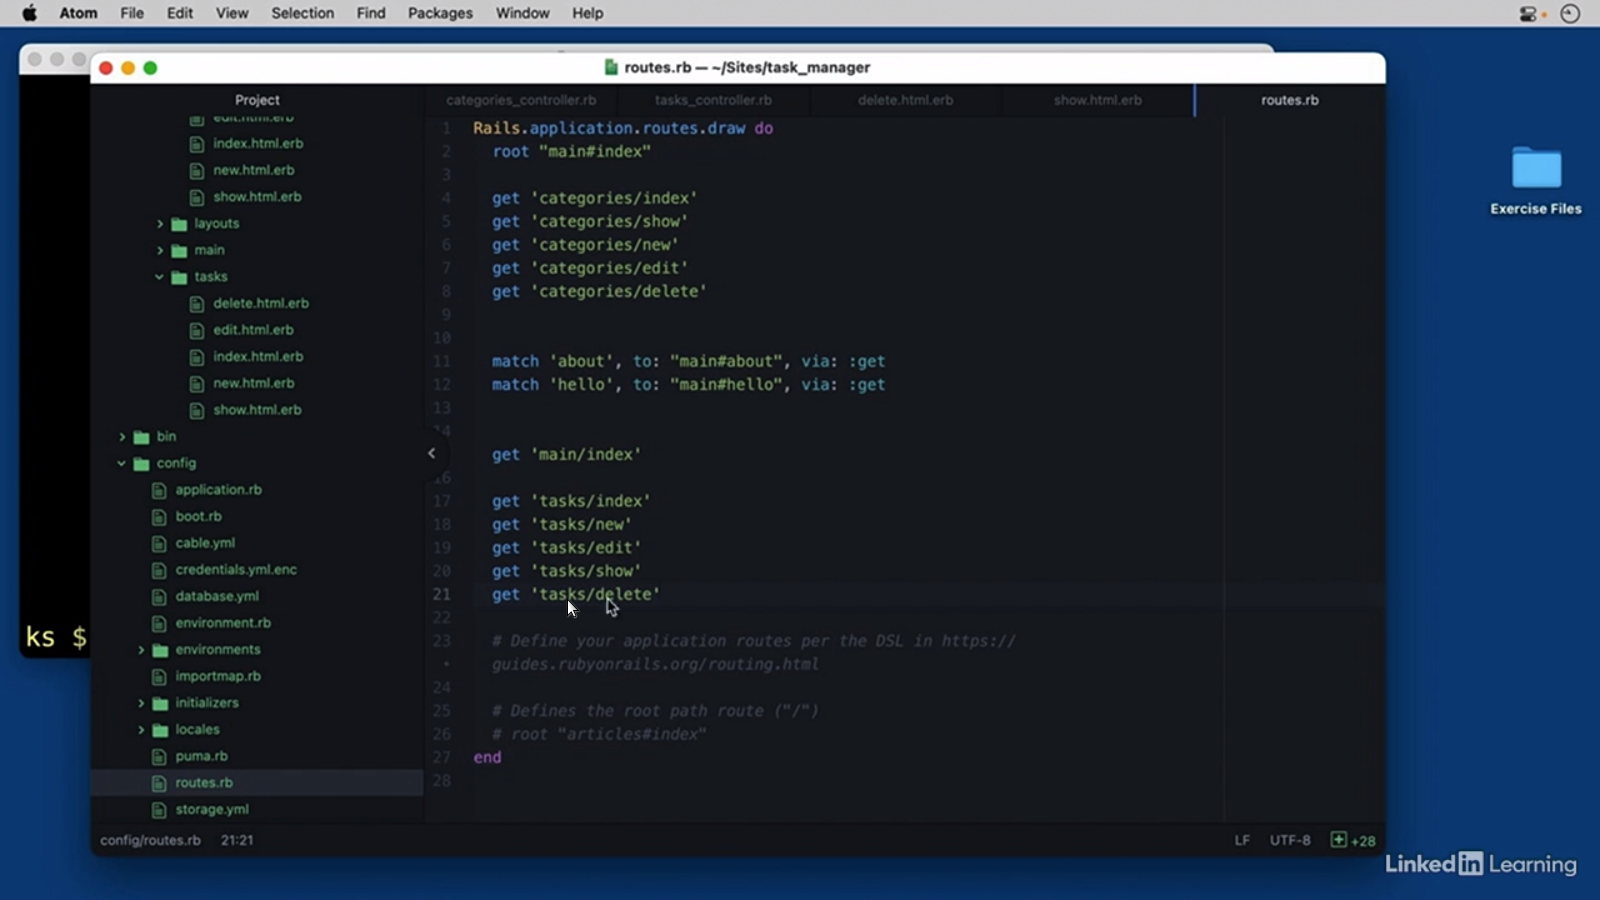 Atom File Edit View Selection Find Packages Window Help
routes.rb — ~/Sites/task_manager
Project
categories_controller.rb tasks_controller.rb delete.html.erb show.html.erb routes.rb
edit.html.erb
index.html.erb
new.html.erb
show.html.erb
layouts
main
tasks
delete.html.erb
edit.html.erb
index.html.erb
new.html.erb
show.html.erb
bin
config
application.rb
boot.rb
cable.yml
credentials.yml.enc
database.yml
environment.rb
environments
importmap.rb
initializers
locales
puma.rb
routes.rb
storage.yml
1 Rails.application.routes.draw do
2 root "main#index"
3
4 get 'categories/index'
5 get 'categories/show'
6 get 'categories/new'
7 get 'categories/edit'
8 get 'categories/delete'
9
10
11 match 'about', to: "main#about", via: :get
12 match 'hello', to: "main#hello", via: :get
13
14
get 'main/index'
16
17 get 'tasks/index'
18 get 'tasks/new'
19 get 'tasks/edit'
20 get 'tasks/show'
21 get 'tasks/delete'
22
23 # Define your application routes per the DSL in https://
• guides.rubyonrails.org/routing.html
24
25 # Defines the root path route ("/")
26 # root "articles#index"
27 end
28
ks $
config/routes.rb 21:21
LF UTF-8 +28
Exercise Files
Linked in Learning